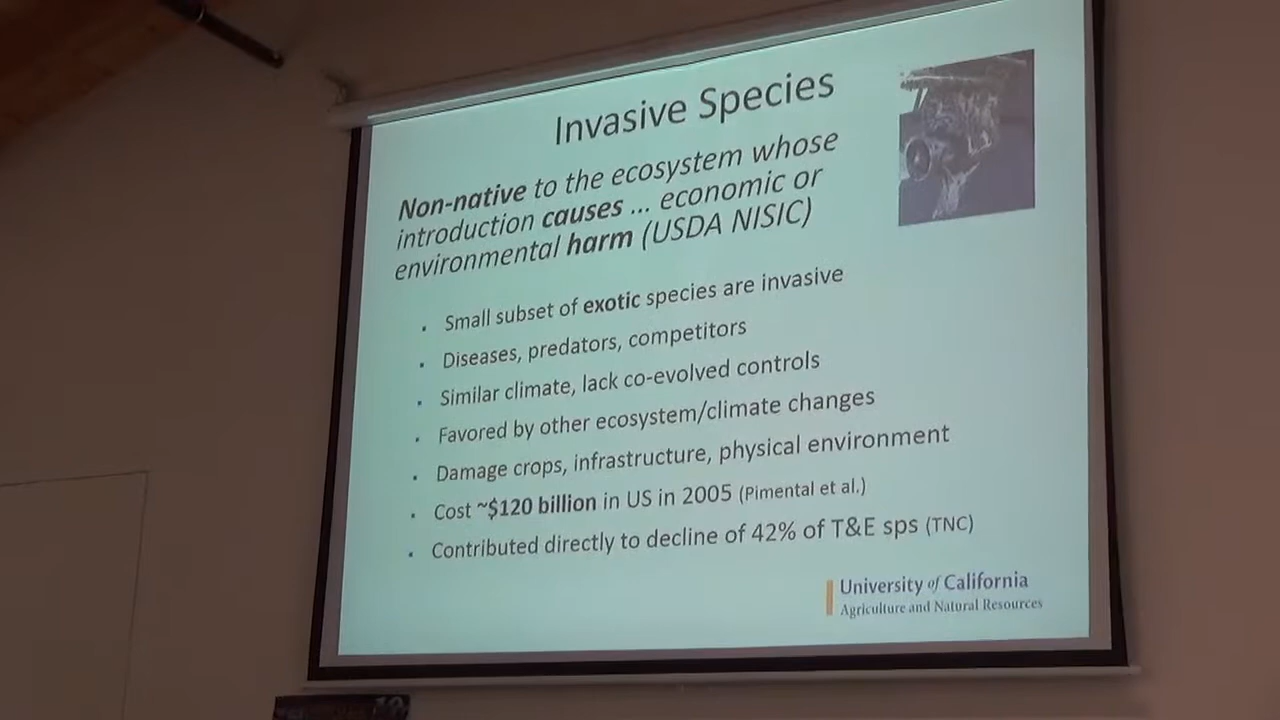 Invasive Species
Non-native to the ecosystem whose
introduction causes ... economic or
environmental harm (USDA NISIC)
▪ Small subset of exotic species are invasive
▪ Diseases, predators, competitors
▪ Similar climate, lack co-evolved controls
▪ Favored by other ecosystem/climate changes
▪ Damage crops, infrastructure, physical environment
▪ Cost ~$120 billion in US in 2005 (Pimental et al.)
▪ Contributed directly to decline of 42% of T&E sps (TNC)
University of California
Agriculture and Natural Resources